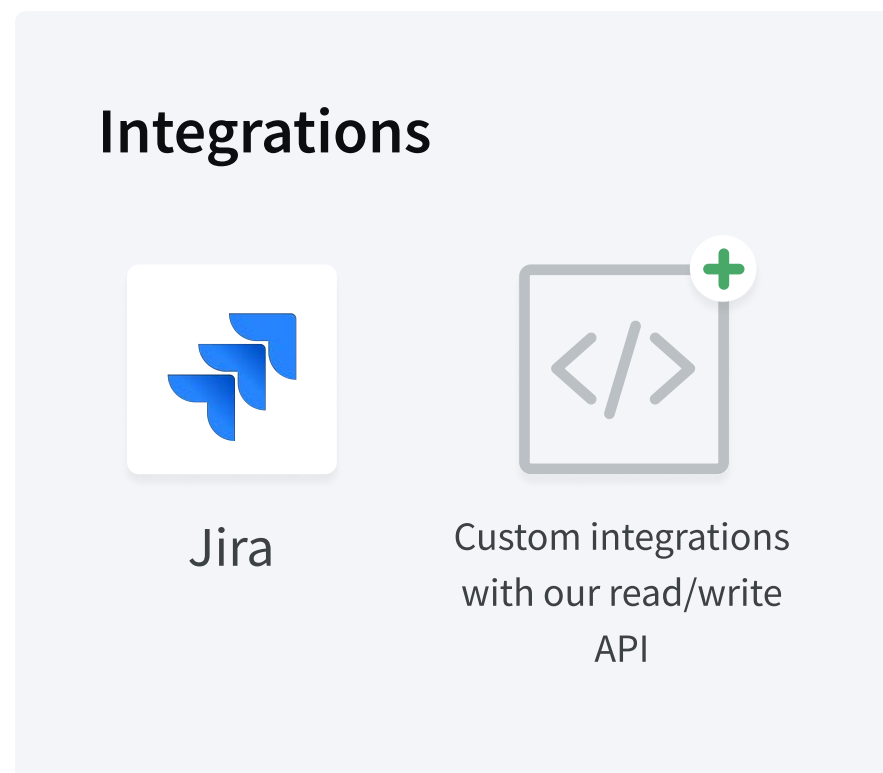 Integrations
Jira
Custom integrations
with our read/write
API